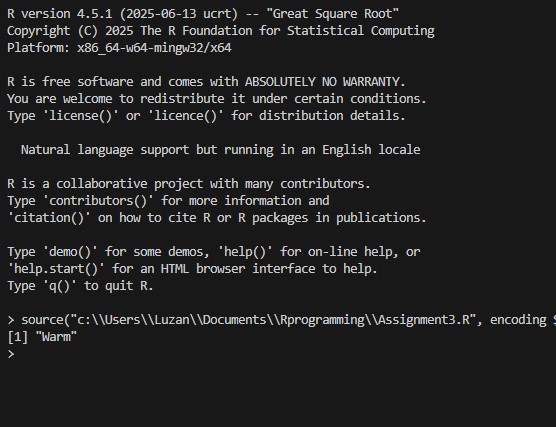 R version 4.5.1 (2025-06-13 ucrt) -- "Great Square Root"
Copyright (C) 2025 The R Foundation for Statistical Computing
Platform: x86_64-w64-mingw32/x64
R is free software and comes with ABSOLUTELY NO WARRANTY.
You are welcome to redistribute it under certain conditions.
Type 'license()' or 'licence()' for distribution details.
Natural language support but running in an English locale
R is a collaborative project with many contributors.
Type 'contributors()' for more information and
'citation()' on how to cite R or R packages in publications.
Type 'demo()' for some demos, 'help()' for on-line help, or
'help.start()' for an HTML browser interface to help.
Type 'q()' to quit R.
> source("c:\\Users\\Luzan\\Documents\\Rprogramming\\Assignment3.R", encoding $
[1] "Warm"
>